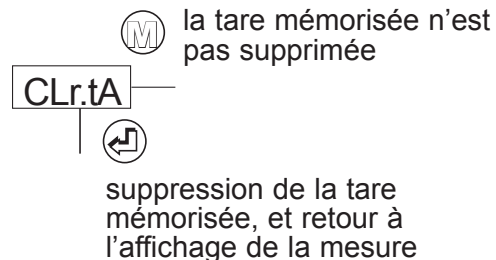 M la tare mémorisée n’est
pas supprimée
CLr.tA
suppression de la tare
mémorisée, et retour à
l’affichage de la mesure